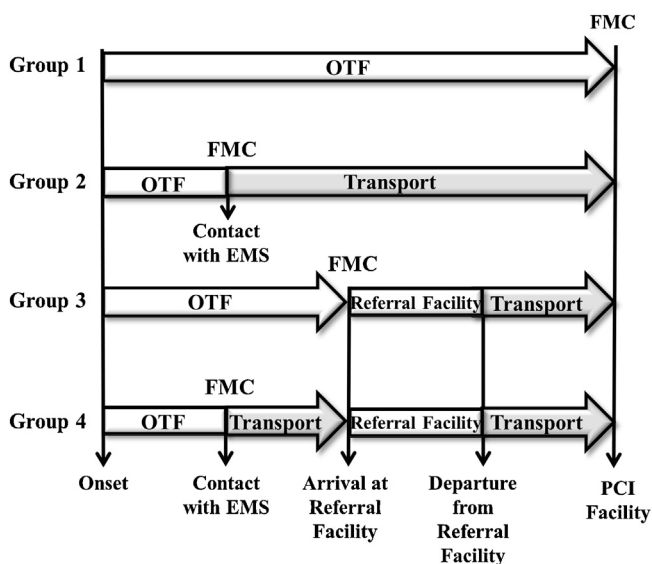 FMC
Group 1
OTF
FMC
Group 2
OTF
Transport
Contact
with EMS
FMC
Group 3
OTF
Referral Facility
Transport
FMC
Group 4
OTF
Transport
Referral Facility
Transport
Onset
Contact
with EMS
Arrival at
Referral
Facility
Departure
from
Referral
Facility
PCI
Facility